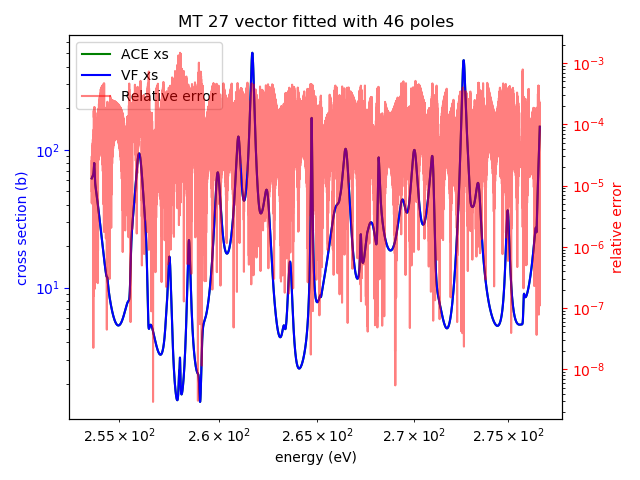 MT 27 vector fitted with 46 poles
ACE xs
VF xs
Relative error
cross section (b)
10²
10¹
10⁻³
10⁻⁴
10⁻⁵
10⁻⁶
10⁻⁷
10⁻⁸
relative error
2.55 × 10² 2.6 × 10² 2.65 × 10² 2.7 × 10² 2.75 × 10²
energy (eV)